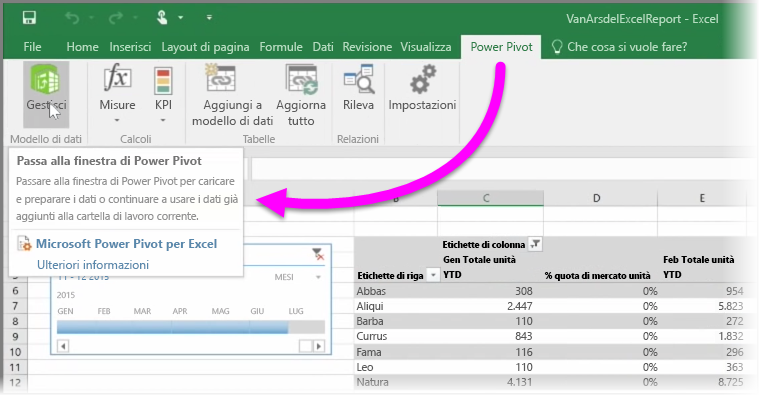 VanArsdelExcelReport - Excel
File Home Inserisci Layout di pagina Formule Dati Revisione Visualizza Power Pivot Che cosa si vuole fare?
Gestisci
Misure
KPI
Aggiungi a modello di dati
Aggiorna tutto
Rileva
Impostazioni
Modello di dati Calcoli Tabelle Relazioni
Passa alla finestra di Power Pivot
Passare alla finestra di Power Pivot per caricare
e preparare i dati o continuare a usare i dati già
aggiunti alla cartella di lavoro corrente.
Microsoft Power Pivot per Excel
Ulteriori informazioni
MESI
2015
GEN FEB MAR APR MAG GIU LUG
B C D E
Etichette di colonna
Gen Totale unità Feb Totale unità
Etichette di riga YTD % quota di mercato unità YTD
6 Abbas 308 0% 954
7 Aliqui 2.447 0% 5.823
8 Barba 110 0% 272
9 Currus 843 0% 1.832
10 Fama 116 0% 296
11 Leo 110 0% 363
12 Natura 4.131 0% 8.725